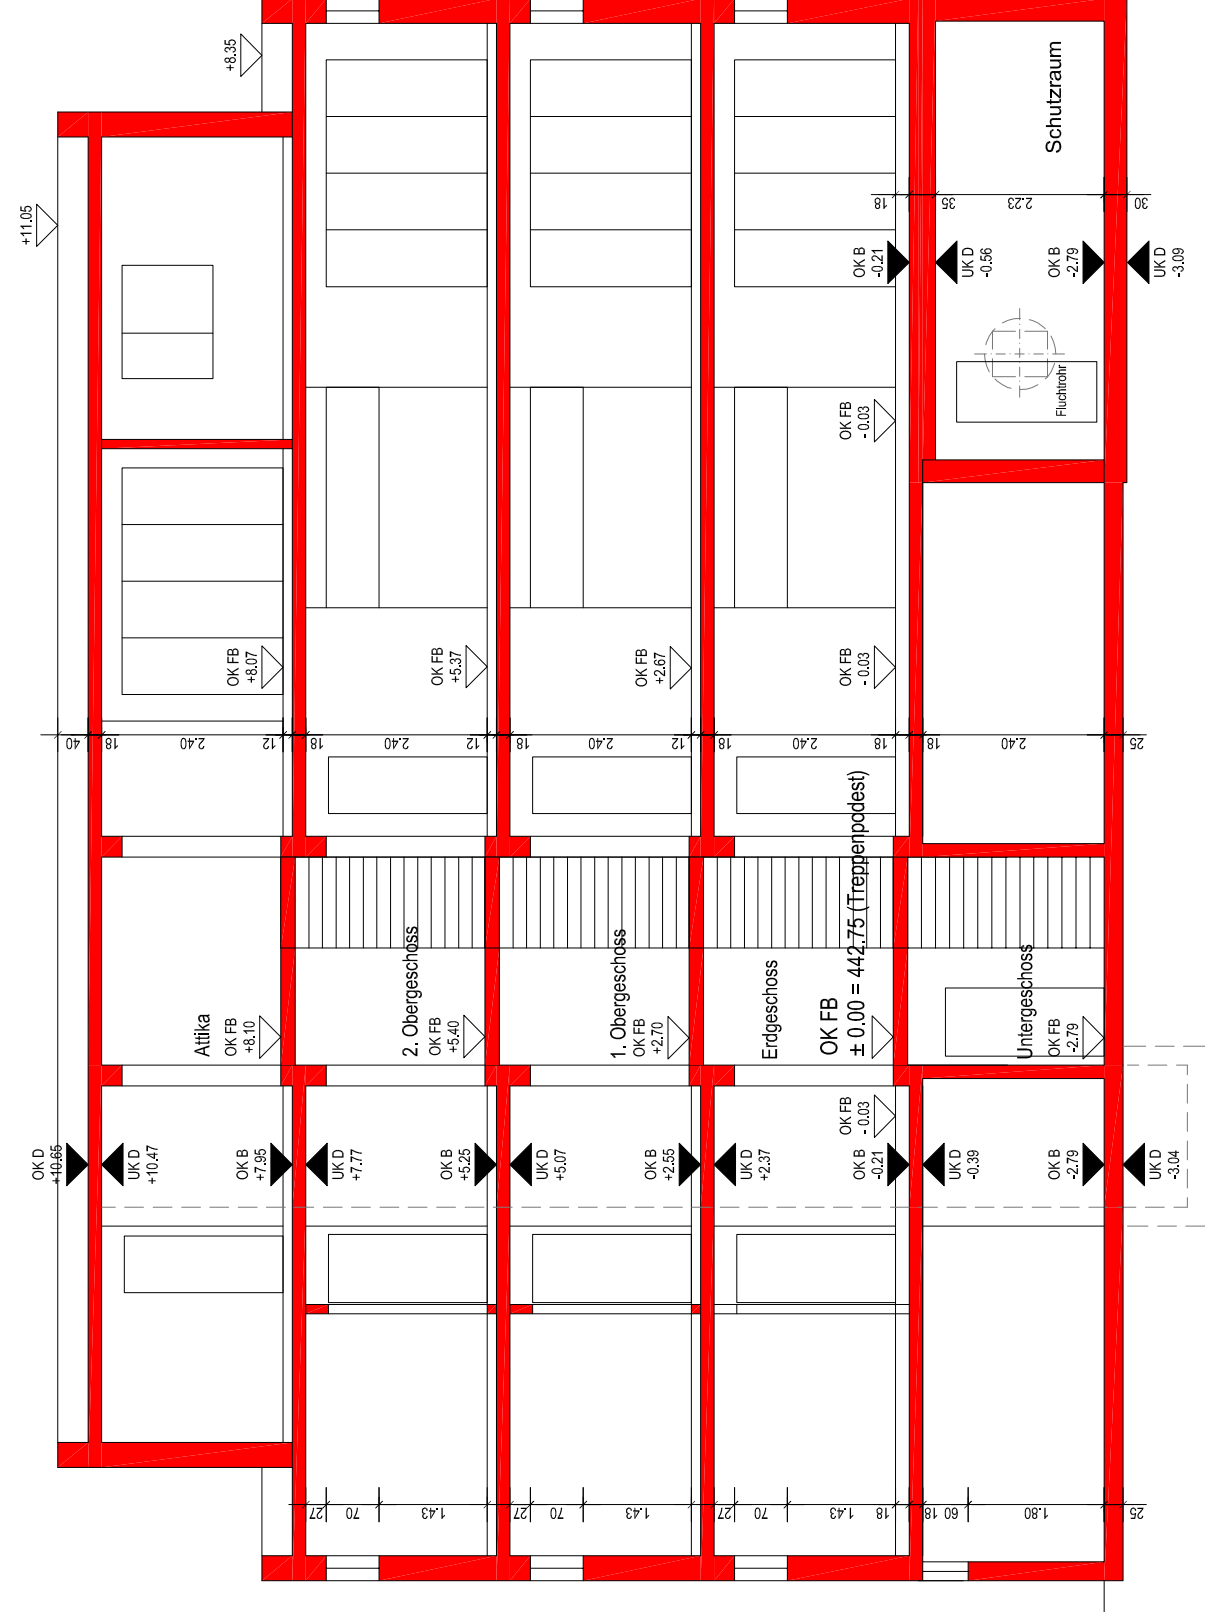 +8.35
+11.05
Schutzraum
18
35
2.23
30
OK B
-0.21
UK D
-0.56
OK B
-2.79
UK D
-3.09
Fluchtrohr
OK FB
- 0.03
OK FB
+8.07
OK FB
+5.37
OK FB
+2.67
OK FB
- 0.03
40
18
2.40
12
18
2.40
12
18
2.40
12
18
2.40
18
18
2.40
25
Attika
OK FB
+8.10
2. Obergeschoss
OK FB
+5.40
1. Obergeschoss
OK FB
+2.70
Erdgeschoss
OK FB
± 0.00 = 442.75 (Treppenpodest)
Untergeschoss
OK FB
-2.79
OK FB
- 0.03
OK D
+10.65
UK D
+10.47
OK B
+7.95
UK D
+7.77
OK B
+5.25
UK D
+5.07
OK B
+2.55
UK D
+2.37
OK B
-0.21
UK D
-0.39
OK B
-2.79
UK D
-3.04
27
70
1.43
27
70
1.43
27
70
1.43
18
18
60
1.80
25